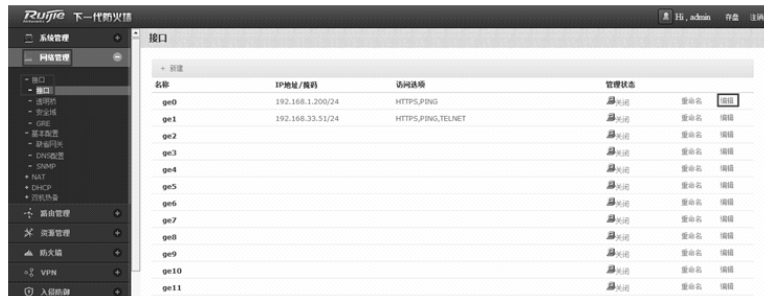 Ruijie 下一代防火墙
Hi , admin 存盘 注销
系统管理
网络管理
- 接口
- 接口
- 透明桥
- 安全域
- GRE
- 基本配置
- 缺省网关
- DNS配置
- SNMP
+ NAT
+ DHCP
+ 双机热备
路由管理
资源管理
防火墙
VPN
入侵防御
接口
+ 新建
名称 IP地址/掩码 访问选项 管理状态
ge0 192.168.1.200/24 HTTPS,PING 关闭 重命名 编辑
ge1 192.168.33.51/24 HTTPS,PING,TELNET 关闭 重命名 编辑
ge2 关闭 重命名 编辑
ge3 关闭 重命名 编辑
ge4 关闭 重命名 编辑
ge5 关闭 重命名 编辑
ge6 关闭 重命名 编辑
ge7 关闭 重命名 编辑
ge8 关闭 重命名 编辑
ge9 关闭 重命名 编辑
ge10 关闭 重命名 编辑
ge11 关闭 重命名 编辑